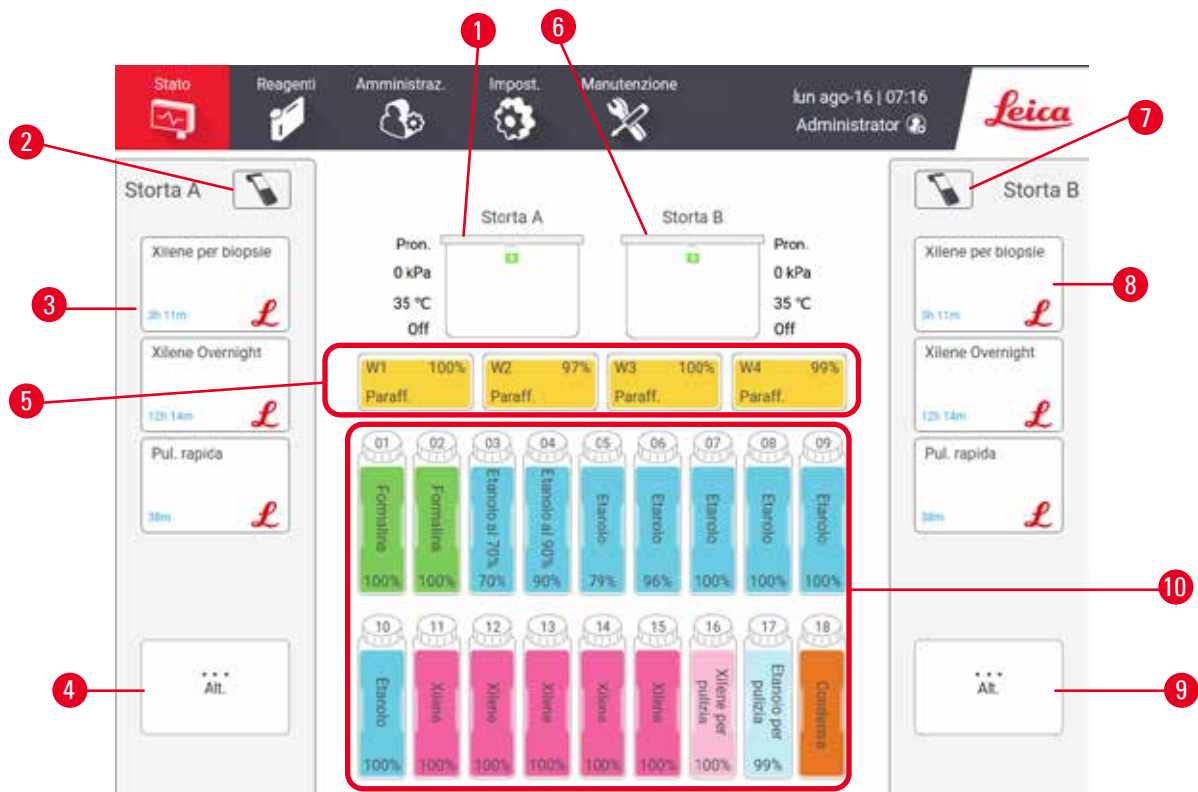 1
6
Stato Reagenti Amministraz. Impost. Manutenzione
lun ago-16 | 07:16
Administrator
Leica
2
7
Storta A
Storta B
Storta A
Storta B
Pron.
0 kPa
35 °C
Off
Pron.
0 kPa
35 °C
Off
3
Xilene per biopsie
3h 11m
Xilene Overnight
12h 14m
Pul. rapida
38m
8
Xilene per biopsie
3h 11m
Xilene Overnight
12h 14m
Pul. rapida
38m
5
W1 100%
Paraff.
W2 97%
Paraff.
W3 100%
Paraff.
W4 99%
Paraff.
01 02 03 04 05 06 07 08 09
Formalina
Formalina
Etanolo al 70%
Etanolo al 90%
Etanolo
Etanolo
Etanolo
Etanolo
Etanolo
100% 100% 70% 90% 79% 96% 100% 100% 100%
10
10 11 12 13 14 15 16 17 18
Etanolo
Xilene
Xilene
Xilene
Xilene
Xilene
Xilene per
pulizia
Etanolo per
pulizia
Condensa
100% 100% 100% 100% 100% 100% 100% 99%
4
...
Alt.
...
Alt.
9